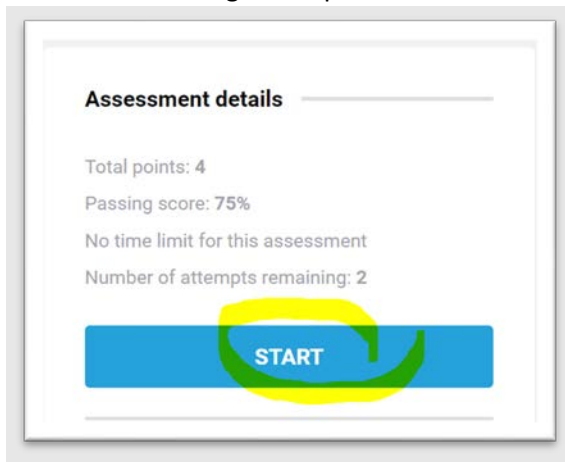 Assessment details
Total points: 4
Passing score: 75%
No time limit for this assessment
Number of attempts remaining: 2
START